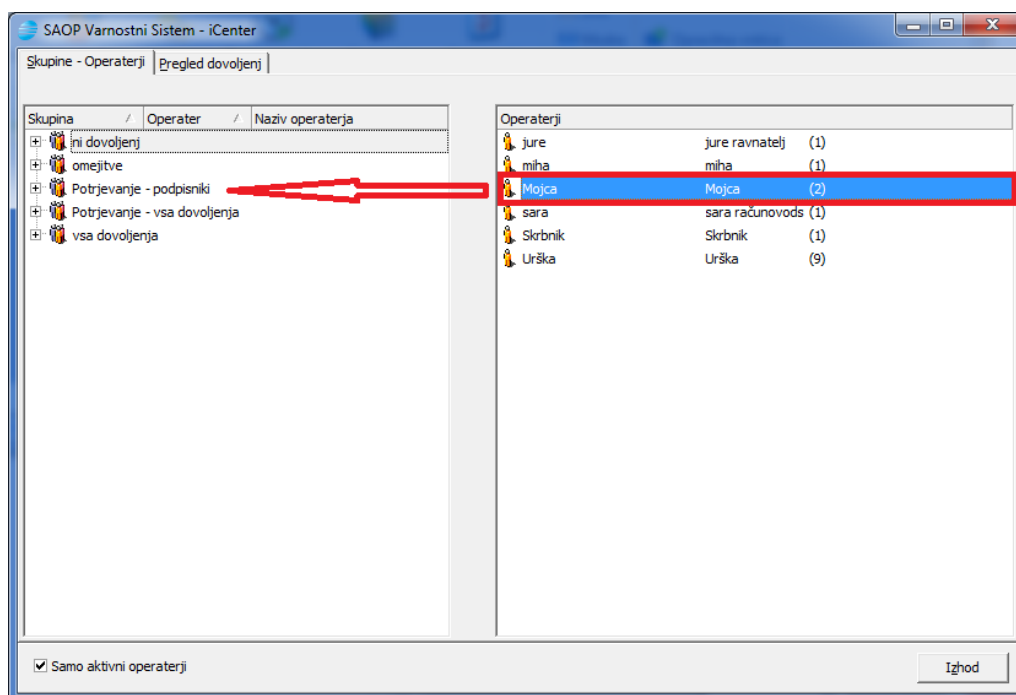 SAOP Varnostni Sistem - iCenter
Skupine - Operaterji Pregled dovoljenj
Skupina Operater Naziv operaterja
ni dovoljenj
omejitve
Potrjevanje - podpisniki
Potrjevanje - vsa dovoljenja
vsa dovoljenja
Operaterji
jure jure ravnatelj (1)
miha miha (1)
Mojca Mojca (2)
sara sara računovods (1)
Skrbnik Skrbnik (1)
Urška Urška (9)
Samo aktivni operaterji
Izhod